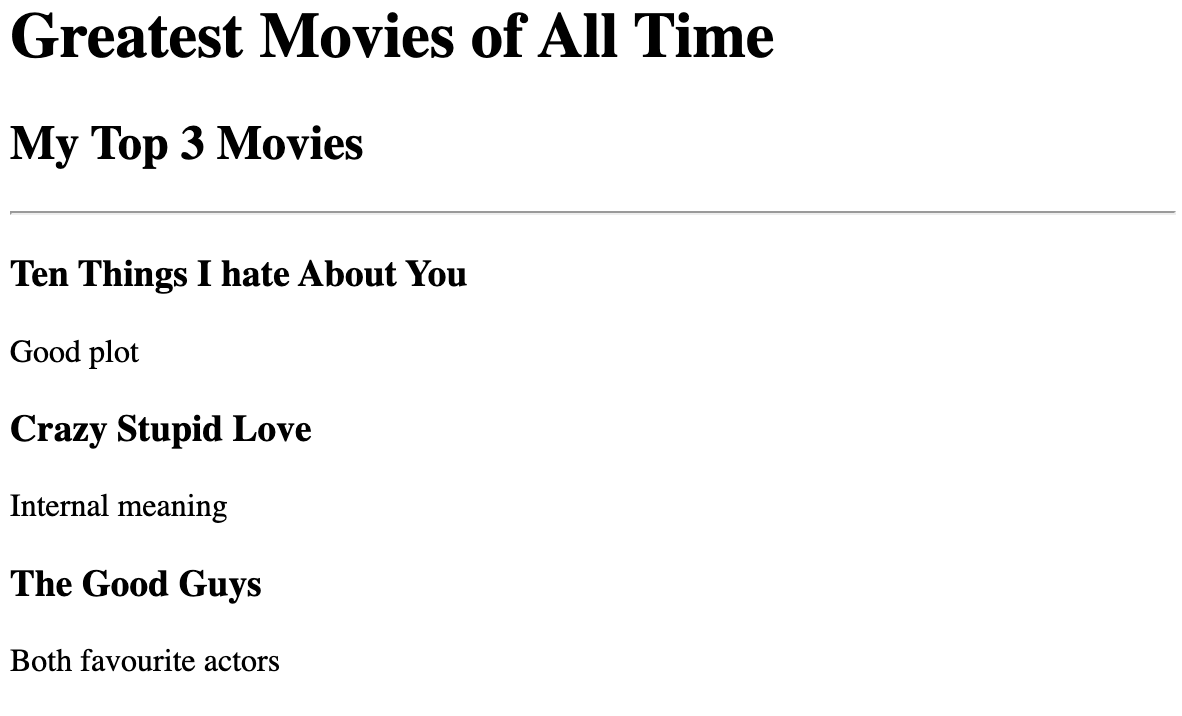 Greatest Movies of All Time
My Top 3 Movies
Ten Things I hate About You
Good plot
Crazy Stupid Love
Internal meaning
The Good Guys
Both favourite actors